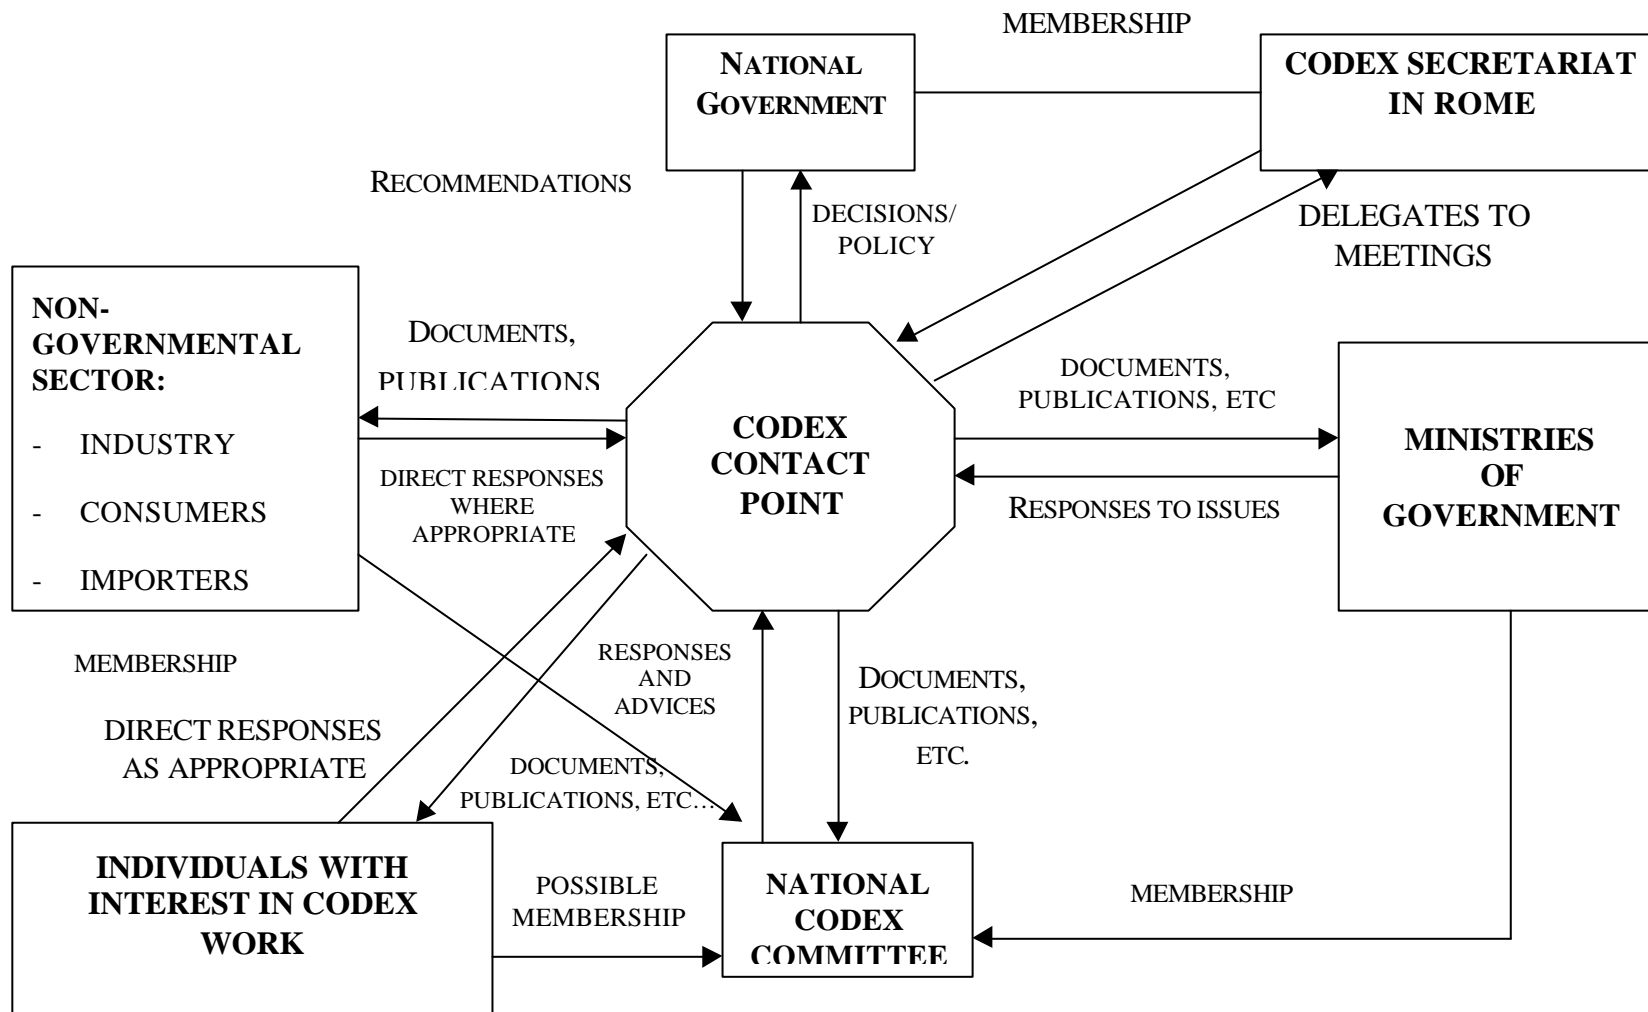 MEMBERSHIP
NATIONAL
GOVERNMENT
CODEX SECRETARIAT
IN ROME
RECOMMENDATIONS
DECISIONS/
POLICY
DELEGATES TO
MEETINGS
NON-
GOVERNMENTAL
SECTOR:
- INDUSTRY
- CONSUMERS
- IMPORTERS
DOCUMENTS,
PUBLICATIONS
DIRECT RESPONSES
WHERE
APPROPRIATE
CODEX
CONTACT
POINT
DOCUMENTS,
PUBLICATIONS, ETC
RESPONSES TO ISSUES
MINISTRIES
OF
GOVERNMENT
MEMBERSHIP
DIRECT RESPONSES
AS APPROPRIATE
RESPONSES
AND
ADVICES
DOCUMENTS,
PUBLICATIONS,
ETC.
DOCUMENTS,
PUBLICATIONS, ETC…
INDIVIDUALS WITH
INTEREST IN CODEX
WORK
POSSIBLE
MEMBERSHIP
NATIONAL
CODEX
COMMITTEE
MEMBERSHIP